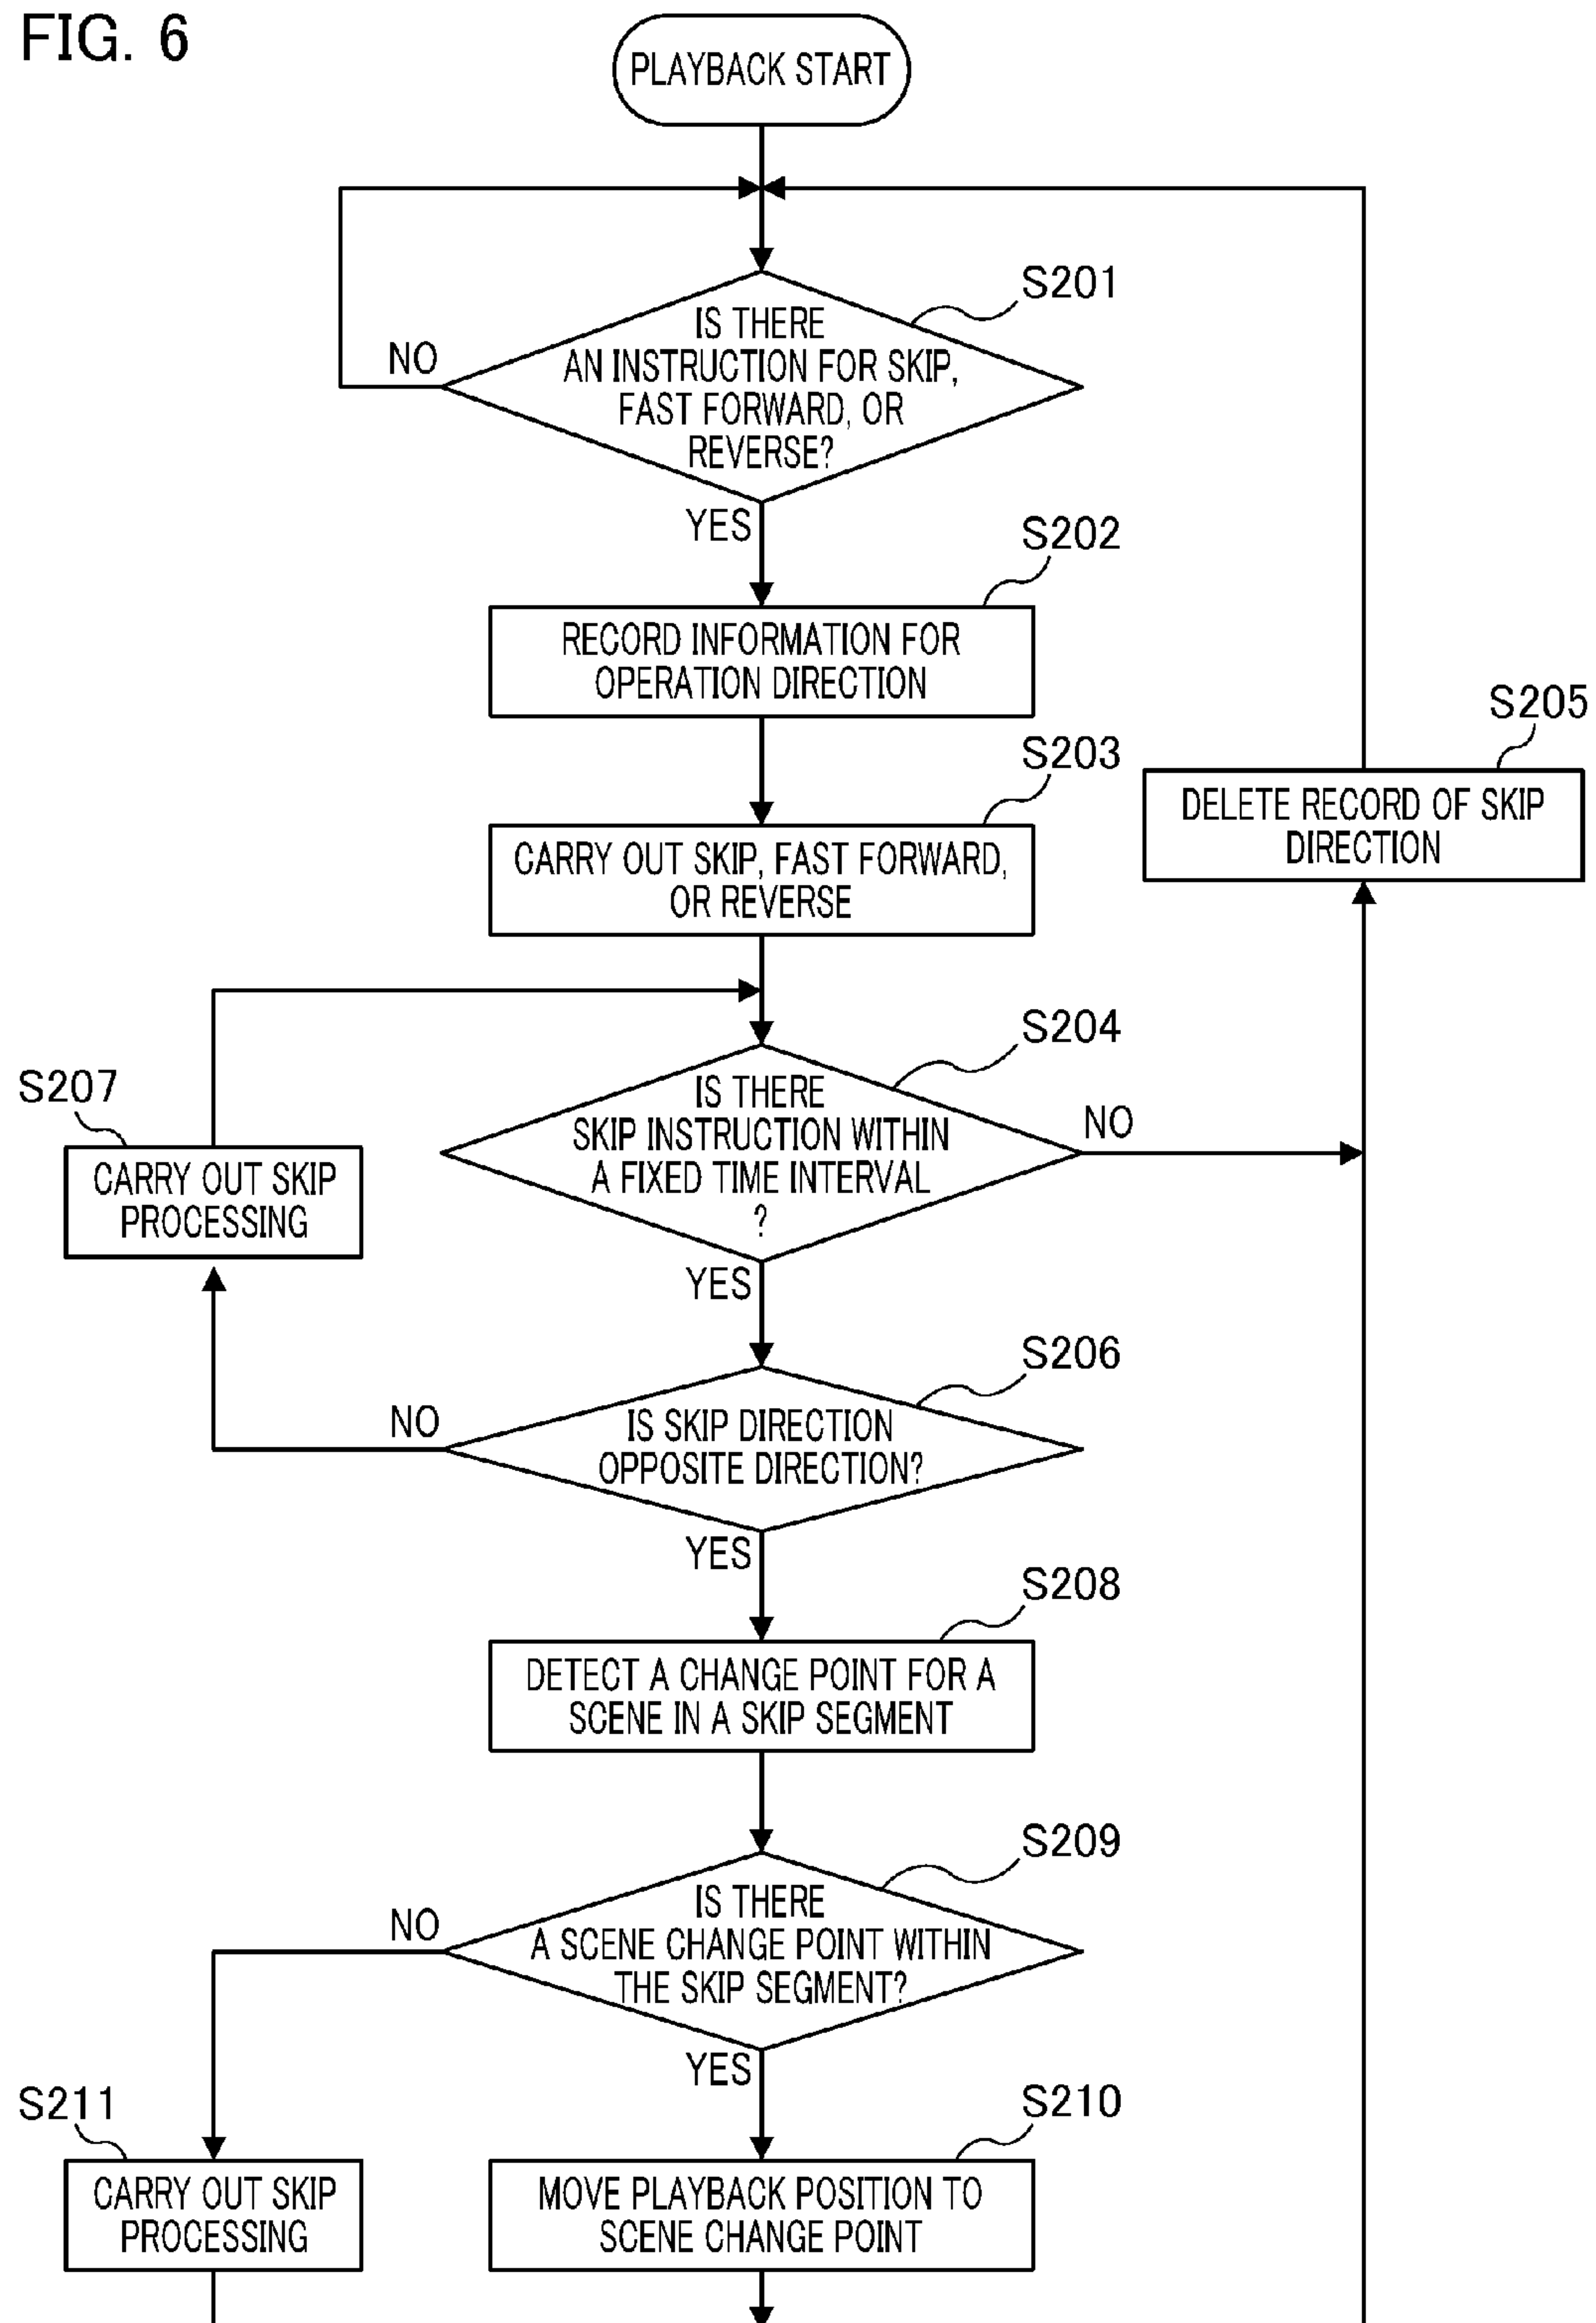 FIG. 6
PLAYBACK START
S201
IS THERE
AN INSTRUCTION FOR SKIP,
FAST FORWARD, OR
REVERSE?
NO
YES
S202
RECORD INFORMATION FOR
OPERATION DIRECTION
S205
DELETE RECORD OF SKIP
DIRECTION
S203
CARRY OUT SKIP, FAST FORWARD,
OR REVERSE
S204
IS THERE
SKIP INSTRUCTION WITHIN
A FIXED TIME INTERVAL
?
NO
YES
S207
CARRY OUT SKIP
PROCESSING
S206
IS SKIP DIRECTION
OPPOSITE DIRECTION?
NO
YES
S208
DETECT A CHANGE POINT FOR A
SCENE IN A SKIP SEGMENT
S209
IS THERE
A SCENE CHANGE POINT WITHIN
THE SKIP SEGMENT?
NO
YES
S211
CARRY OUT SKIP
PROCESSING
S210
MOVE PLAYBACK POSITION TO
SCENE CHANGE POINT